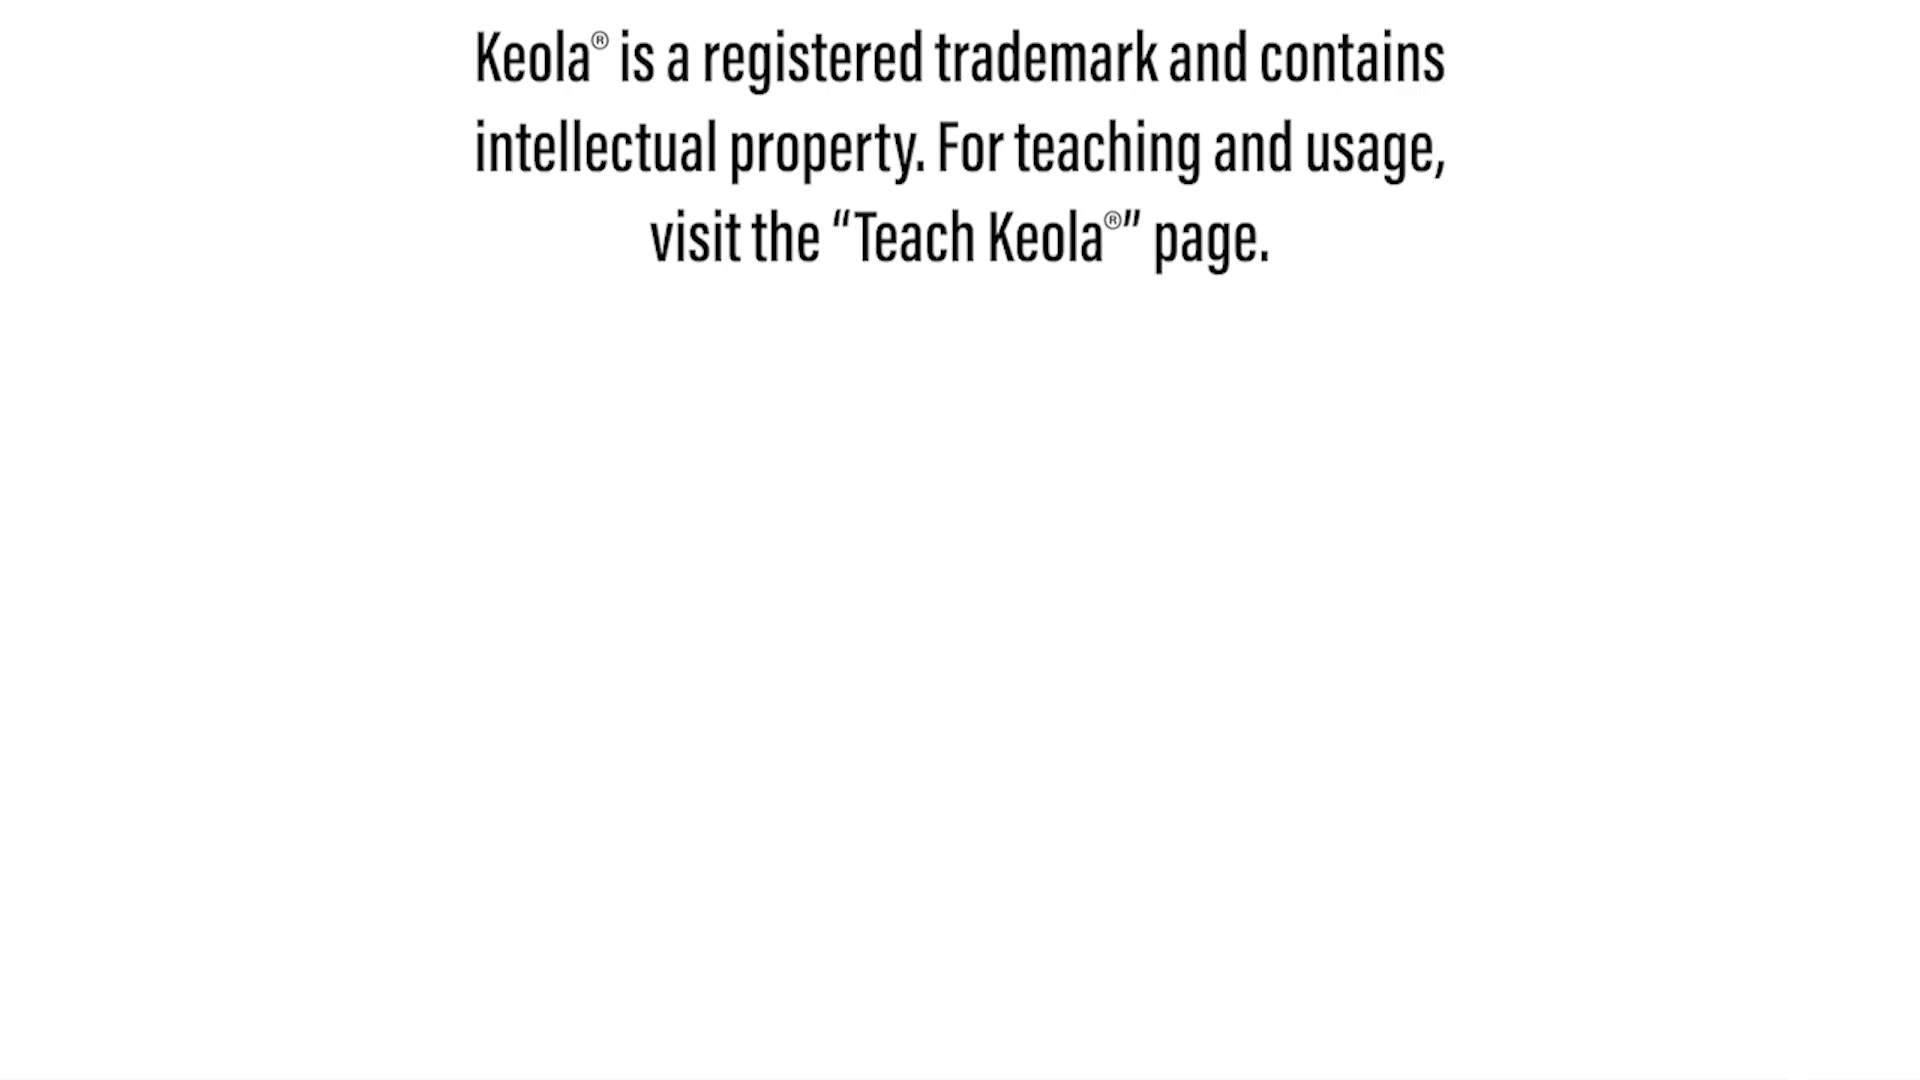 Keola® is a registered trademark and contains
intellectual property. For teaching and usage,
visit the “Teach Keola®” page.